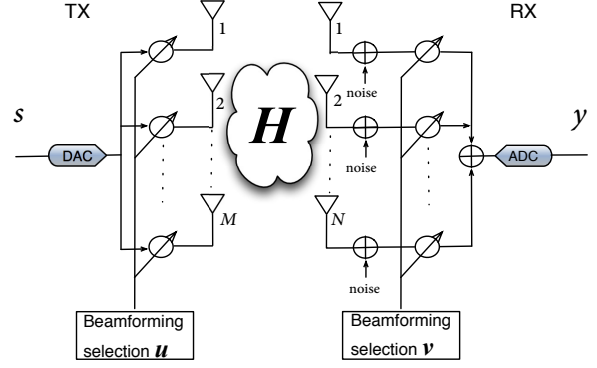 TX
RX
1
1
s
2
H
2
y
noise
DAC
ADC
noise
M
N
noise
Beamforming
selection u
Beamforming
selection v